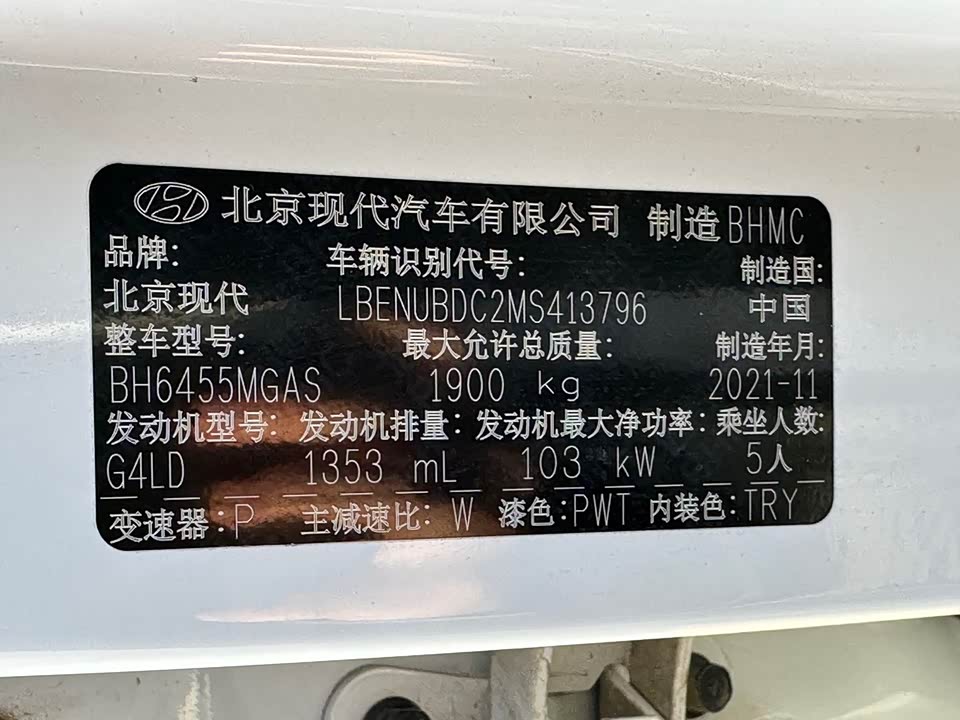 北京现代汽车有限公司 制造 BHMC
品牌: 车辆识别代号: 制造国:
北京现代 LBENUBDC2MS413796 中国
整车型号: 最大允许总质量: 制造年月:
BH6455MGAS 1900 kg 2021-11
发动机型号: 发动机排量: 发动机最大净功率: 乘坐人数:
G4LD 1353 mL 103 kW 5人
变速器:P 主减速比: W 漆色:PWT 内装色:TRY